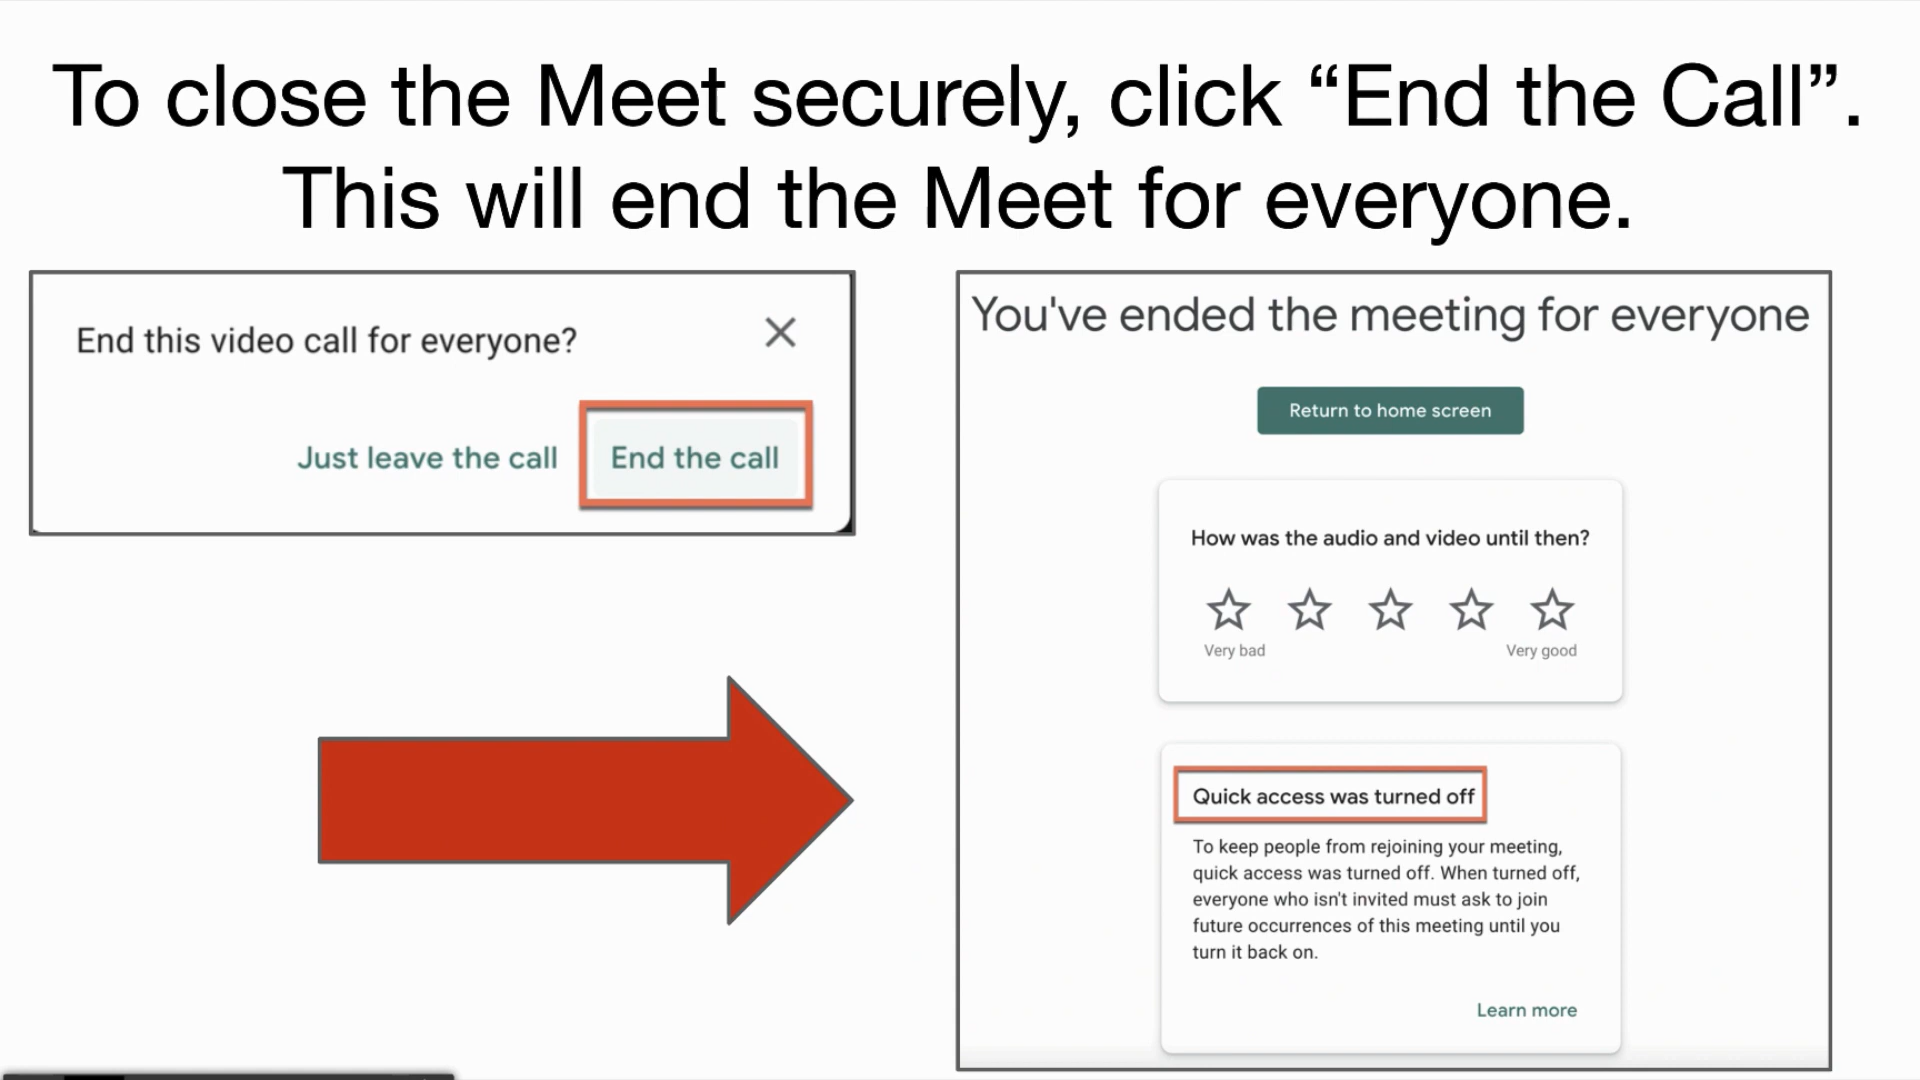 To close the Meet securely, click “End the Call”.
This will end the Meet for everyone.
End this video call for everyone?
Just leave the call
End the call
You've ended the meeting for everyone
Return to home screen
How was the audio and video until then?
Very bad
Very good
Quick access was turned off
To keep people from rejoining your meeting,
quick access was turned off. When turned off,
everyone who isn't invited must ask to join
future occurrences of this meeting until you
turn it back on.
Learn more